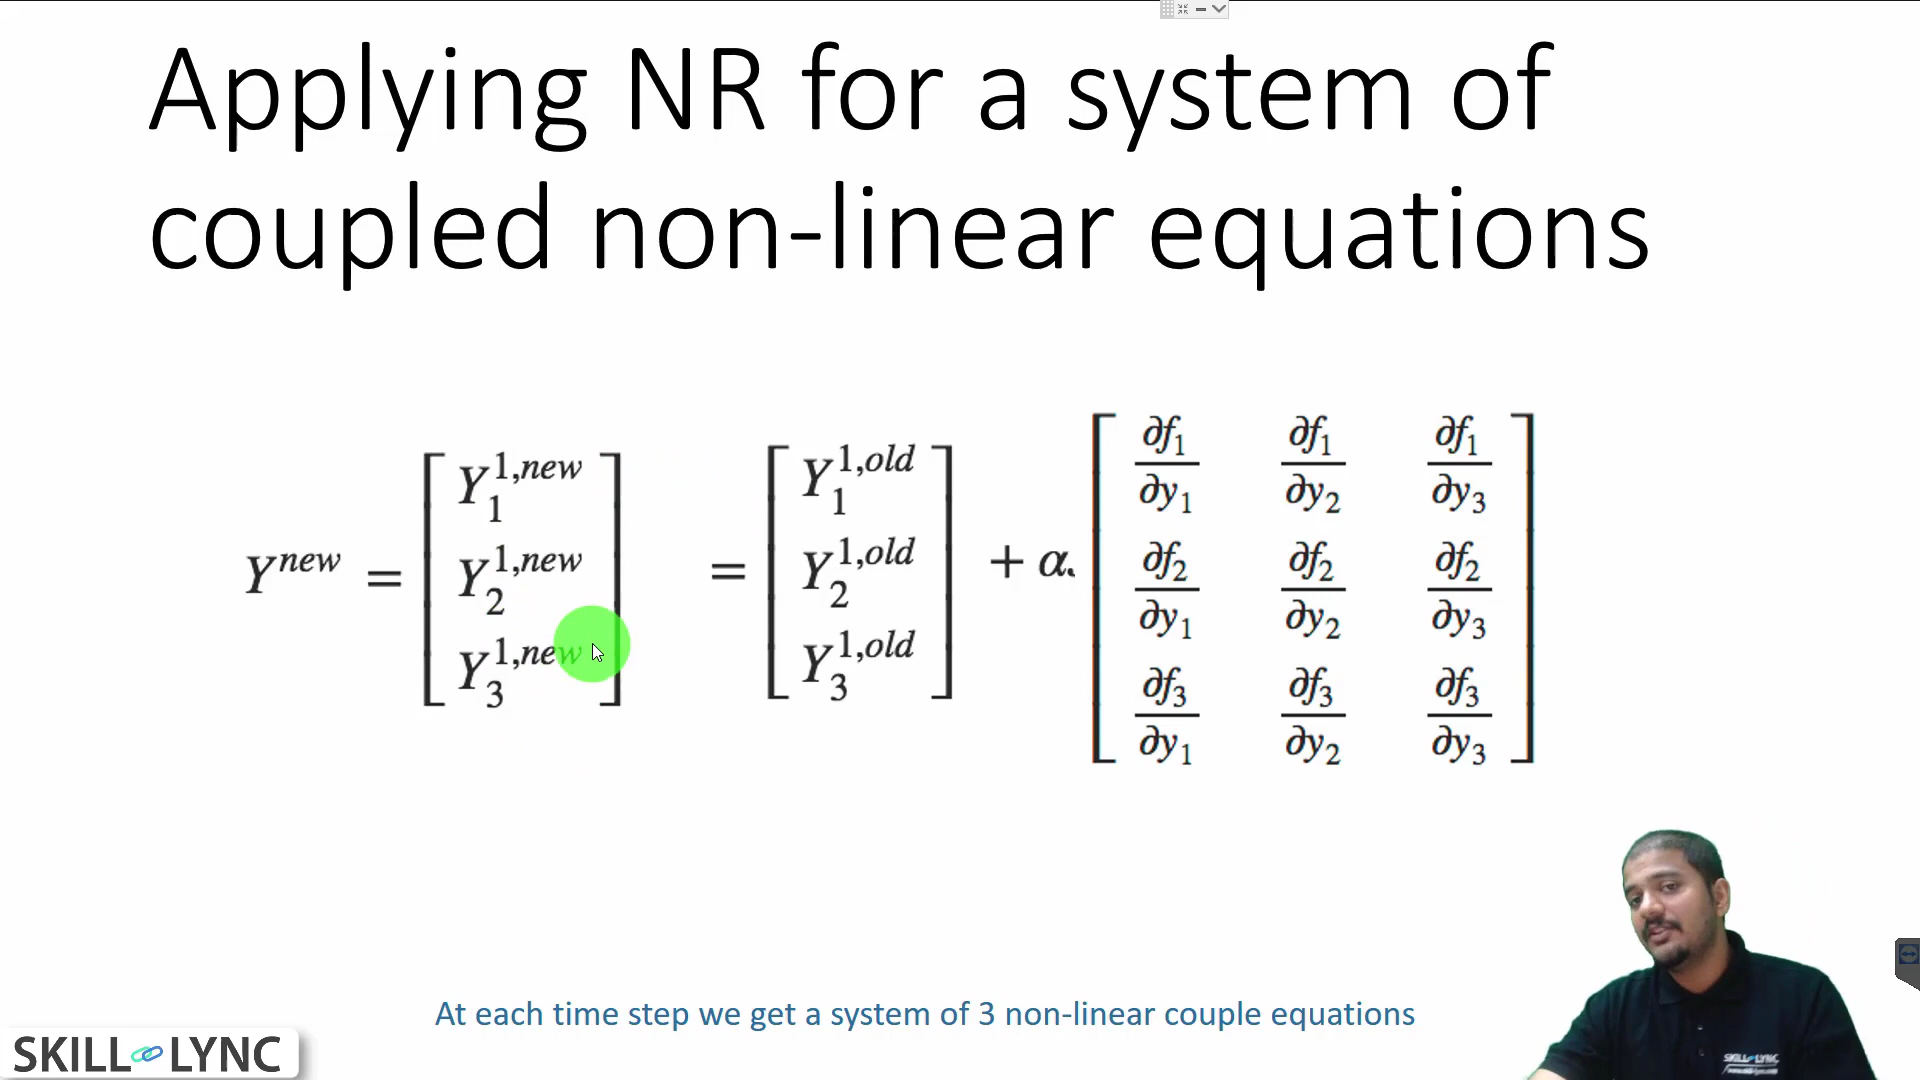 Applying NR for a system of
coupled non-linear equations
Y^{new} = [Y_1^{1,new} Y_2^{1,new} Y_3^{1,new}] = [Y_1^{1,old} Y_2^{1,old} Y_3^{1,old}] + α. [∂f_1/∂y_1 ∂f_1/∂y_2 ∂f_1/∂y_3
∂f_2/∂y_1 ∂f_2/∂y_2 ∂f_2/∂y_3
∂f_3/∂y_1 ∂f_3/∂y_2 ∂f_3/∂y_3]
At each time step we get a system of 3 non-linear couple equations
SKILL LYNC
SKILL LYNC